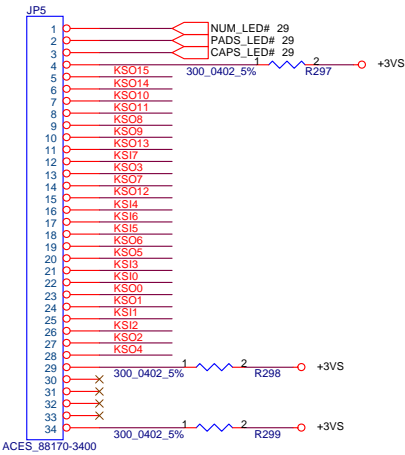 JP5
1 NUM_LED# 29
2 PADS_LED# 29
3 CAPS_LED# 29
4 1 2 +3VS
300_0402_5% R297
5 KSO15
6 KSO14
7 KSO10
8 KSO11
9 KSO8
10 KSO9
11 KSO13
12 KSI7
13 KSO3
14 KSO7
15 KSO12
16 KSI4
17 KSI6
18 KSI5
19 KSO6
20 KSO5
21 KSI3
22 KSI0
23 KSO0
24 KSO1
25 KSI1
26 KSI2
27 KSO2
28 KSO4
29 1 2 +3VS
300_0402_5% R298
30
31
32
33
34 1 2 +3VS
300_0402_5% R299
ACES_88170-3400